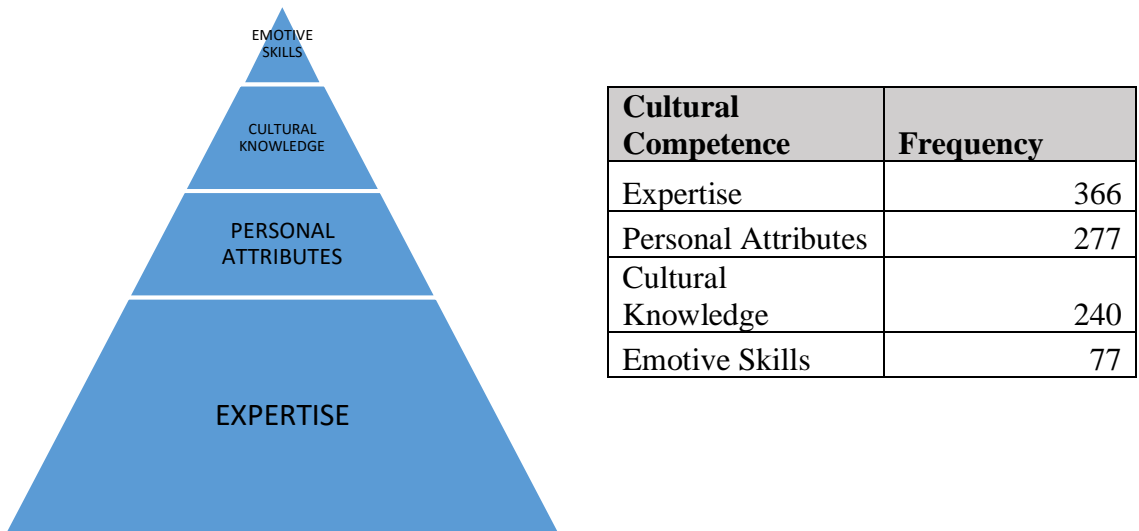 EMOTIVE
SKILLS
CULTURAL
KNOWLEDGE
PERSONAL
ATTRIBUTES
EXPERTISE
Cultural
Competence Frequency
Expertise 366
Personal Attributes 277
Cultural
Knowledge 240
Emotive Skills 77